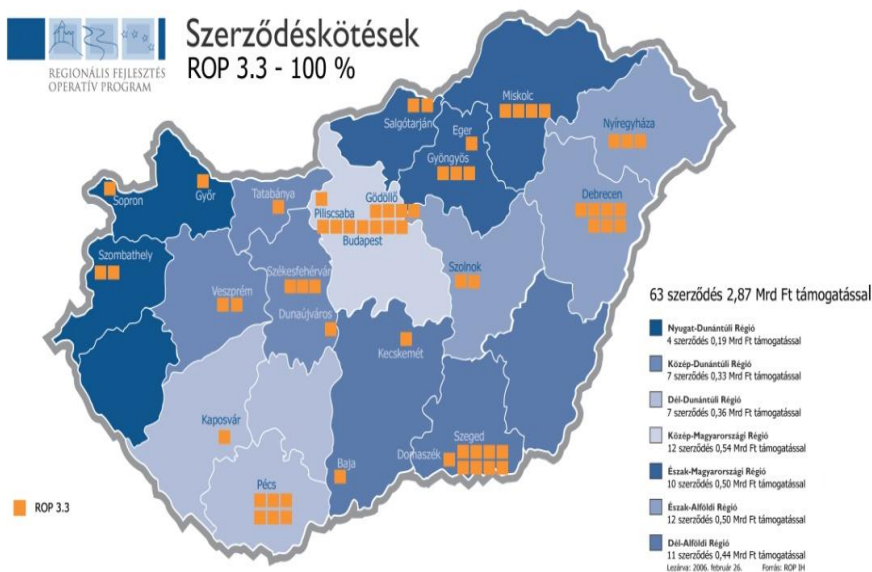 REGIONÁLIS FEJLESZTÉS
OPERATÍV PROGRAM
Szerződéskötések
ROP 3.3 - 100 %
Miskolc
Salgótarján
Eger
Nyíregyháza
Gyöngyös
Sopron
Győr
Tatabánya
Gödöllő
Debrecen
Piliscsaba
Budapest
Szombathely
Székesfehérvár
Szolnok
Veszprém
Dunaújváros
Kecskemét
Kaposvár
Szeged
Domaszék
Baja
Pécs
ROP 3.3
63 szerződés 2,87 Mrd Ft támogatással
Nyugat-Dunántúli Régió
4 szerződés 0,19 Mrd Ft támogatással
Közép-Dunántúli Régió
7 szerződés 0,33 Mrd Ft támogatással
Dél-Dunántúli Régió
7 szerződés 0,36 Mrd Ft támogatással
Közép-Magyarországi Régió
12 szerződés 0,54 Mrd Ft támogatással
Észak-Magyarországi Régió
10 szerződés 0,50 Mrd Ft támogatással
Észak-Alföldi Régió
12 szerződés 0,50 Mrd Ft támogatással
Dél-Alföldi Régió
11 szerződés 0,44 Mrd Ft támogatással
Lezárva: 2006. február 26. Forrás: ROP IH